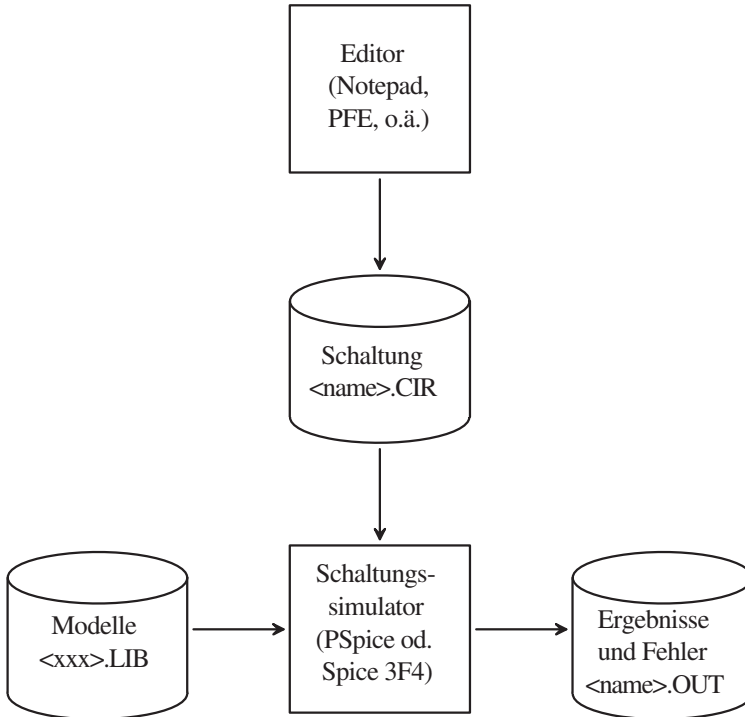 Editor
(Notepad,
PFE, o.ä.)
Schaltung
<name>.CIR
Modelle
<xxx>.LIB
Schaltungs-
simulator
(PSpice od.
Spice 3F4)
Ergebnisse
und Fehler
<name>.OUT